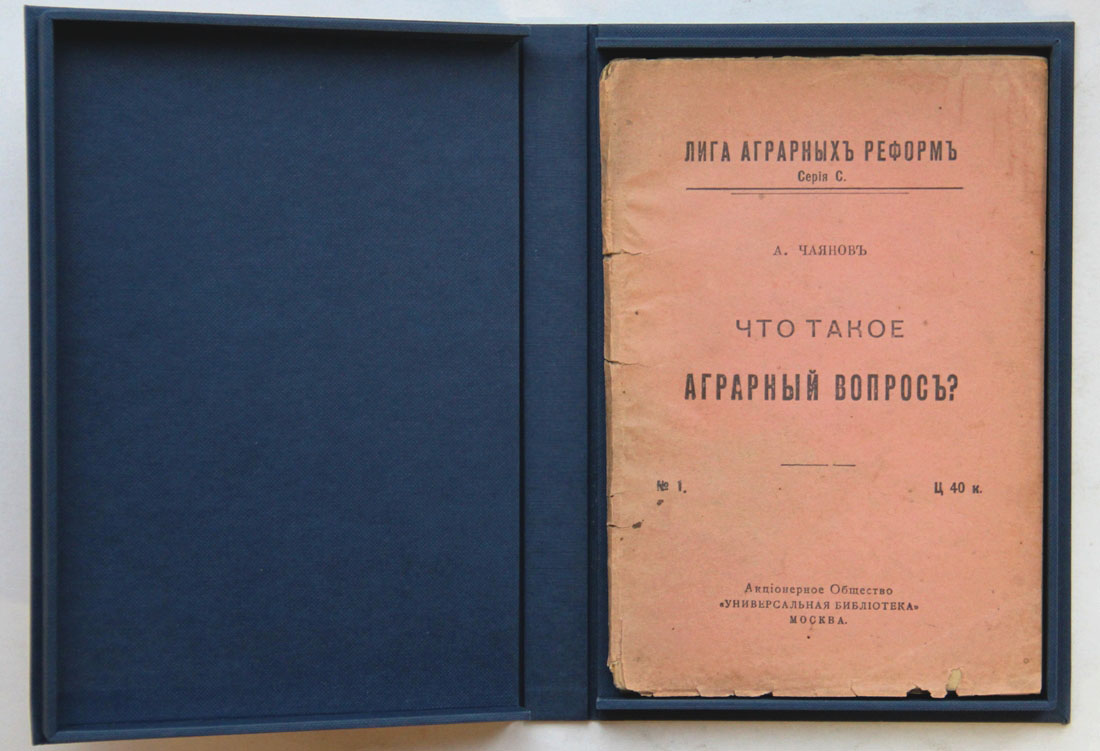 ЛИГА АГРАРНЫХЪ РЕФОРМЪ
Серія С.
А. ЧАЯНОВЪ
ЧТО ТАКОЕ
АГРАРНЫЙ ВОПРОСЪ?
№ 1. Ц 40 к.
Акціонерное Общество
«УНИВЕРСАЛЬНАЯ БИБЛІОТЕКА»
МОСКВА.